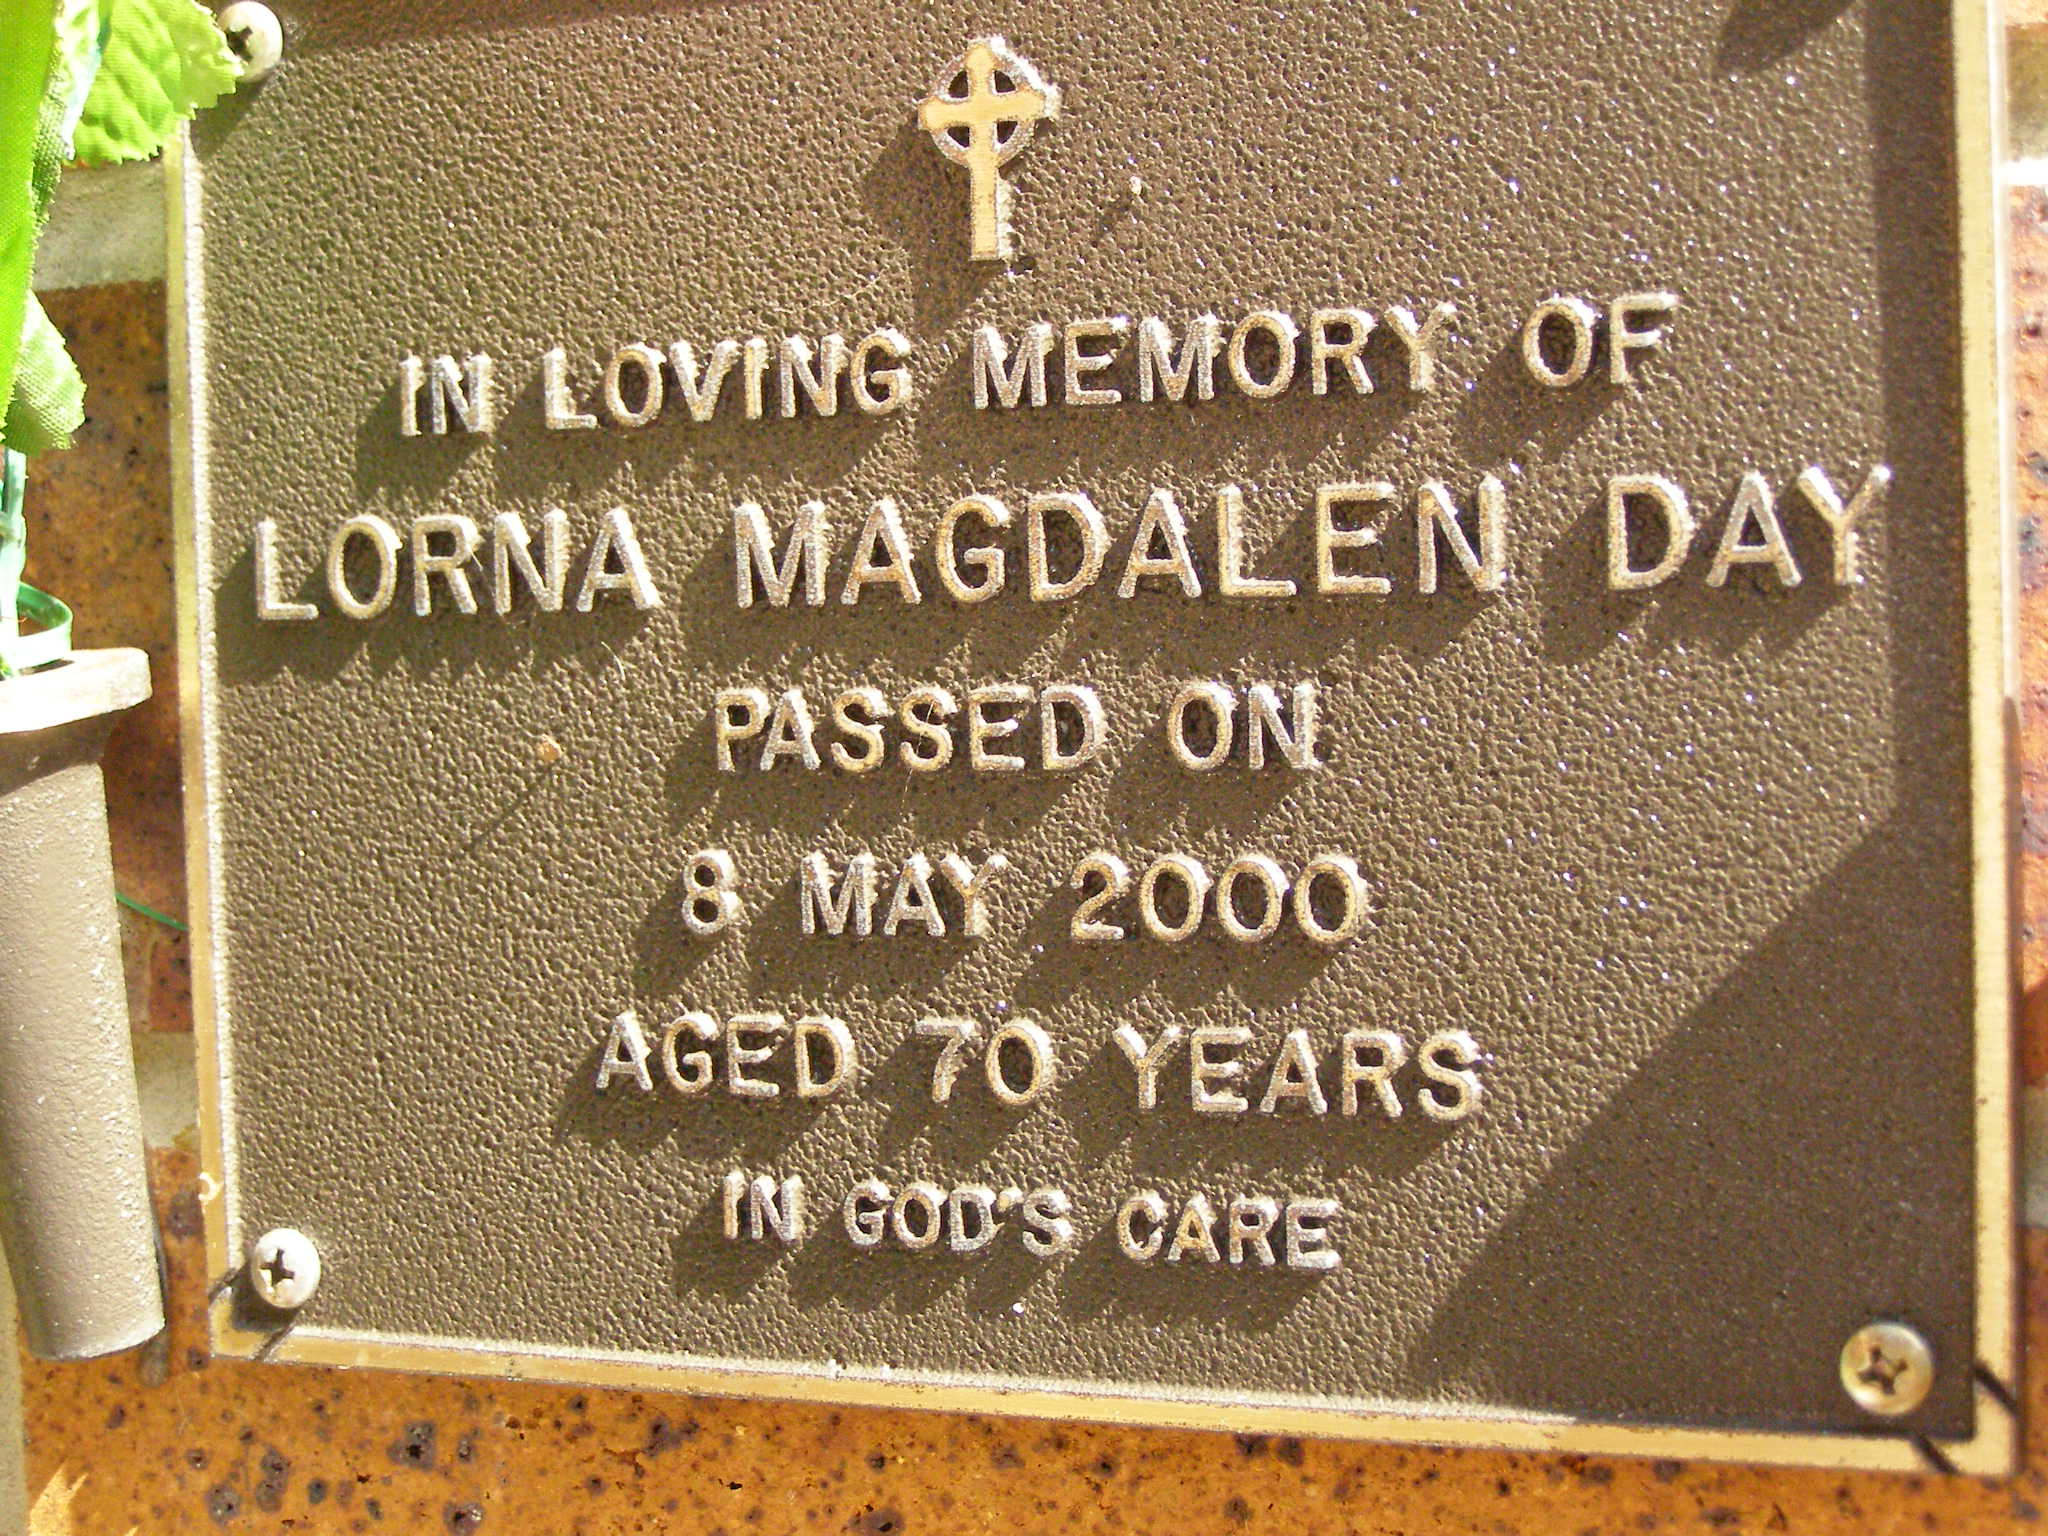 IN LOVING MEMORY OF
LORNA MAGDALEN DAY
PASSED ON
8 MAY 2000
AGED 70 YEARS
IN GOD'S CARE